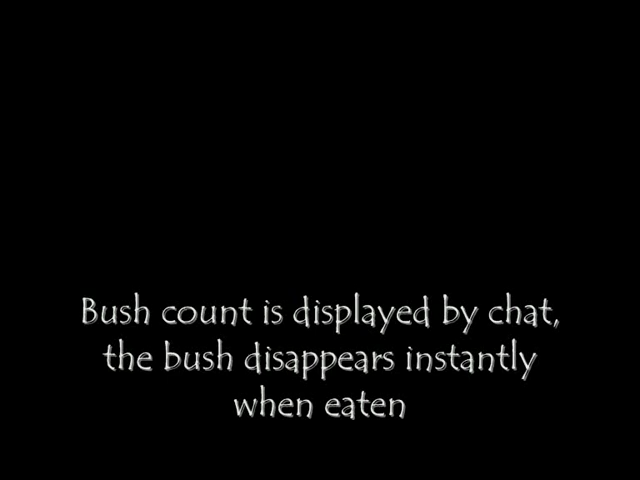 Bush count is displayed by chat,
the bush disappears instantly
when eaten